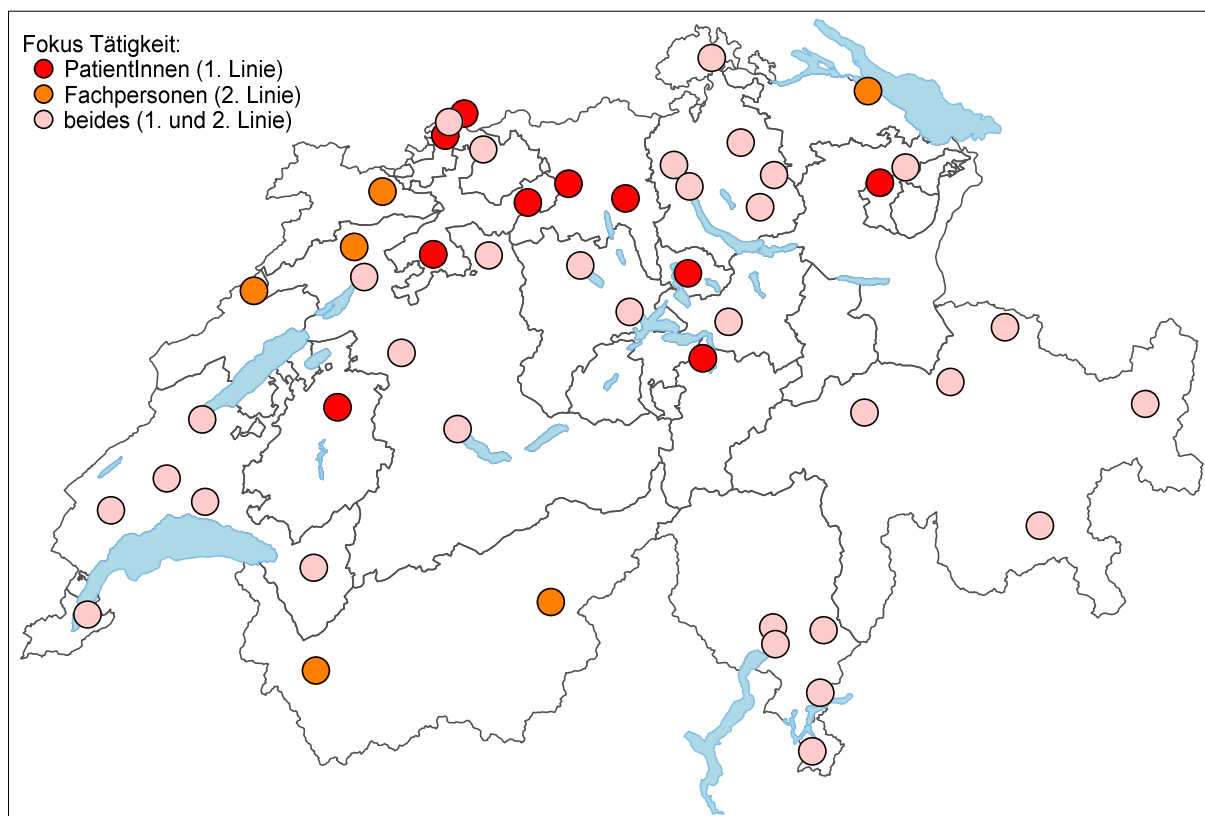 Fokus Tätigkeit:
PatientInnen (1. Linie)
Fachpersonen (2. Linie)
beides (1. und 2. Linie)